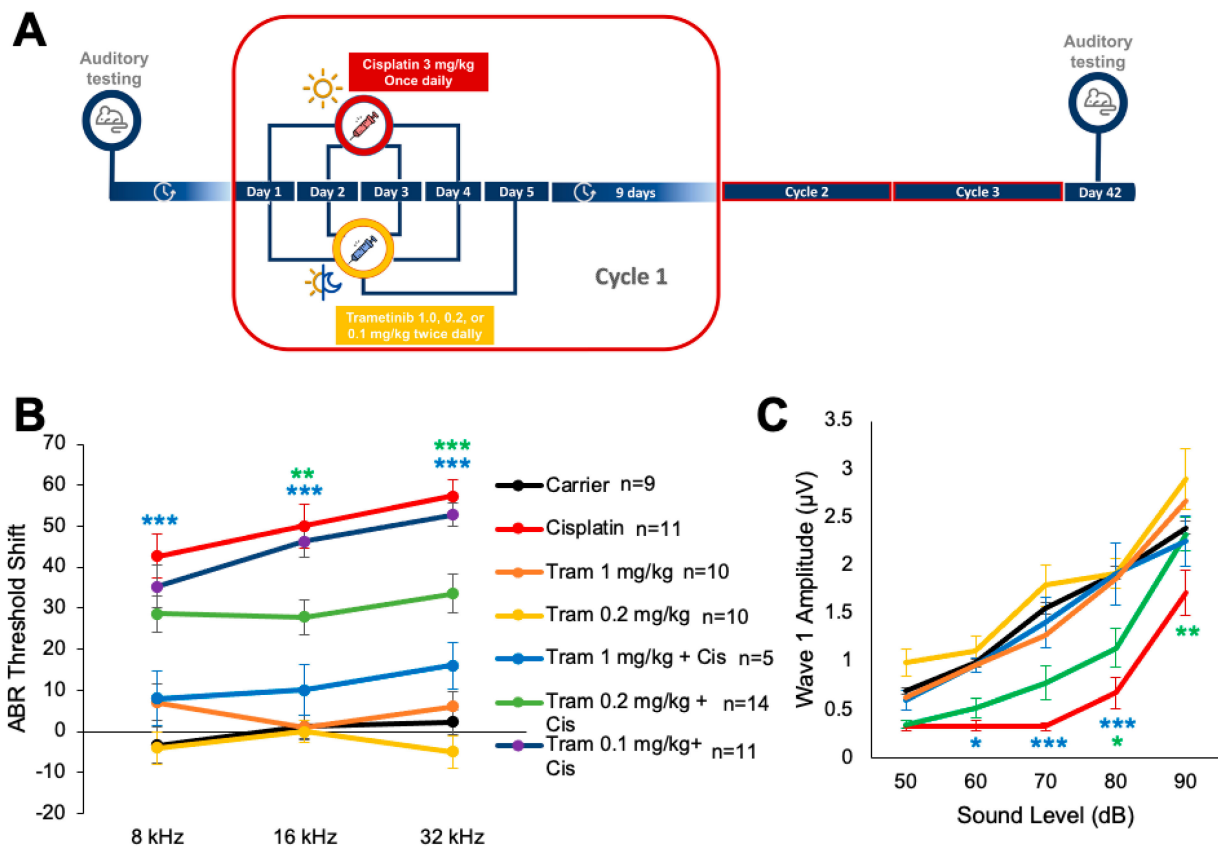 A
Auditory
testing
Cisplatin 3 mg/kg
Once daily
Auditory
testing
Day 1
Day 2
Day 3
Day 4
Day 5
9 days
Cycle 2
Cycle 3
Day 42
Cycle 1
Trametinib 1.0, 0.2, or
0.1 mg/kg twice dally
B
ABR Threshold Shift
70
60
50
40
30
20
10
0
-10
-20
***
**
***
***
***
8 kHz
16 kHz
32 kHz
Carrier n=9
Cisplatin n=11
Tram 1 mg/kg n=10
Tram 0.2 mg/kg n=10
Tram 1 mg/kg + Cis n=5
Tram 0.2 mg/kg + n=14
Cis
Tram 0.1 mg/kg+ n=11
Cis
C
Wave 1 Amplitude (µV)
3.5
3
2.5
2
1.5
1
0.5
0
*
***
***
*
**
50
60
70
80
90
Sound Level (dB)